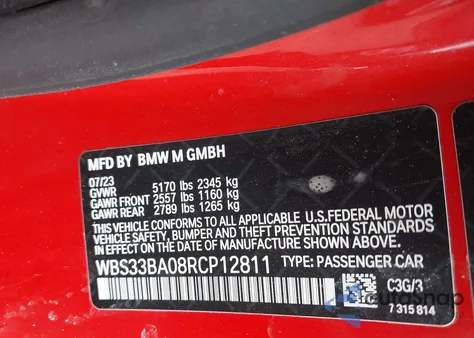 MFD BY BMW M GMBH
07/23
GVWR 5170 lbs 2345 kg
GAWR FRONT 2557 lbs 1160 kg
GAWR REAR 2789 lbs 1265 kg
THIS VEHICLE CONFORMS TO ALL APPLICABLE U.S.FEDERAL MOTOR
VEHICLE SAFETY, BUMPER AND THEFT PREVENTION STANDARDS
IN EFFECT ON THE DATE OF MANUFACTURE SHOWN ABOVE.
WBS33BA08RCP12811 TYPE: PASSENGER CAR
C3G/3
7 315 814